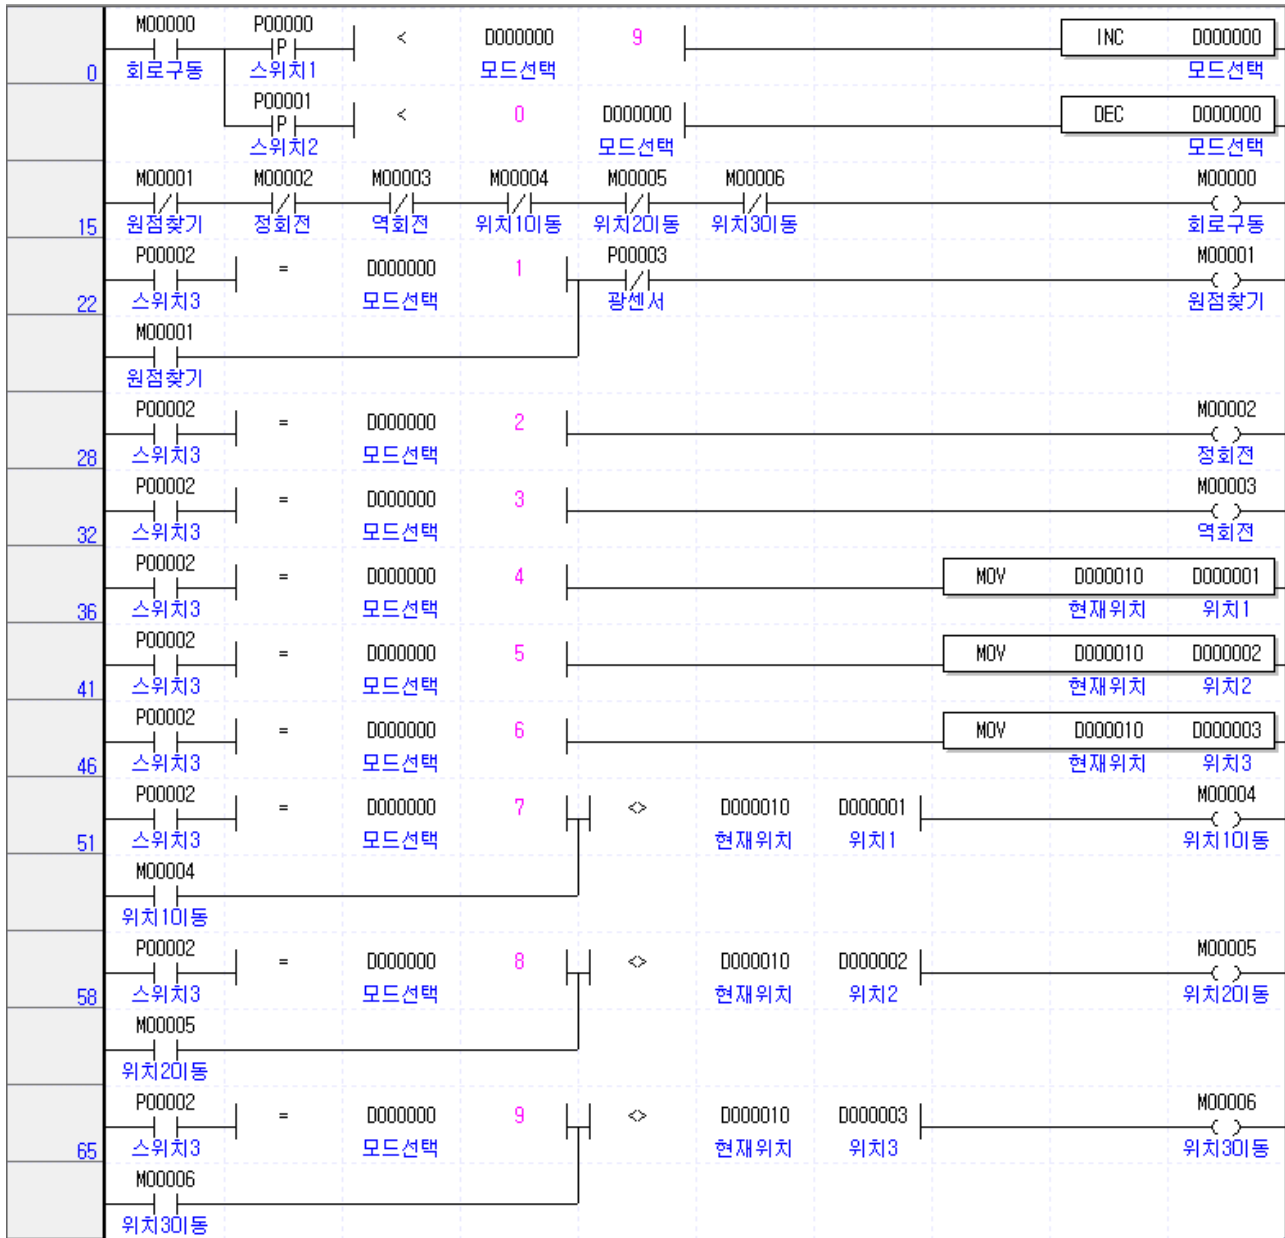 M00000 P00000 < D000000 9 INC D000000
P
0 회로구동 스위치1 모드선택 모드선택
P00001 < 0 D000000 DEC D000000
P
스위치2 모드선택 모드선택
M00001 M00002 M00003 M00004 M00005 M00006 M00000
15 원점찾기 정회전 역회전 위치1이동 위치2이동 위치3이동 회로구동
P00002 = D000000 1 P00003 M00001
22 스위치3 모드선택 광센서 원점찾기
M00001
원점찾기
P00002 = D000000 2 M00002
28 스위치3 모드선택 정회전
P00002 = D000000 3 M00003
32 스위치3 모드선택 역회전
P00002 = D000000 4 MOV D000010 D000001
36 스위치3 모드선택 현재위치 위치1
P00002 = D000000 5 MOV D000010 D000002
41 스위치3 모드선택 현재위치 위치2
P00002 = D000000 6 MOV D000010 D000003
46 스위치3 모드선택 현재위치 위치3
P00002 = D000000 7 <> D000010 D000001 M00004
51 스위치3 모드선택 현재위치 위치1 위치1이동
M00004
위치1이동
P00002 = D000000 8 <> D000010 D000002 M00005
58 스위치3 모드선택 현재위치 위치2 위치2이동
M00005
위치2이동
P00002 = D000000 9 <> D000010 D000003 M00006
65 스위치3 모드선택 현재위치 위치3 위치3이동
M00006
위치3이동